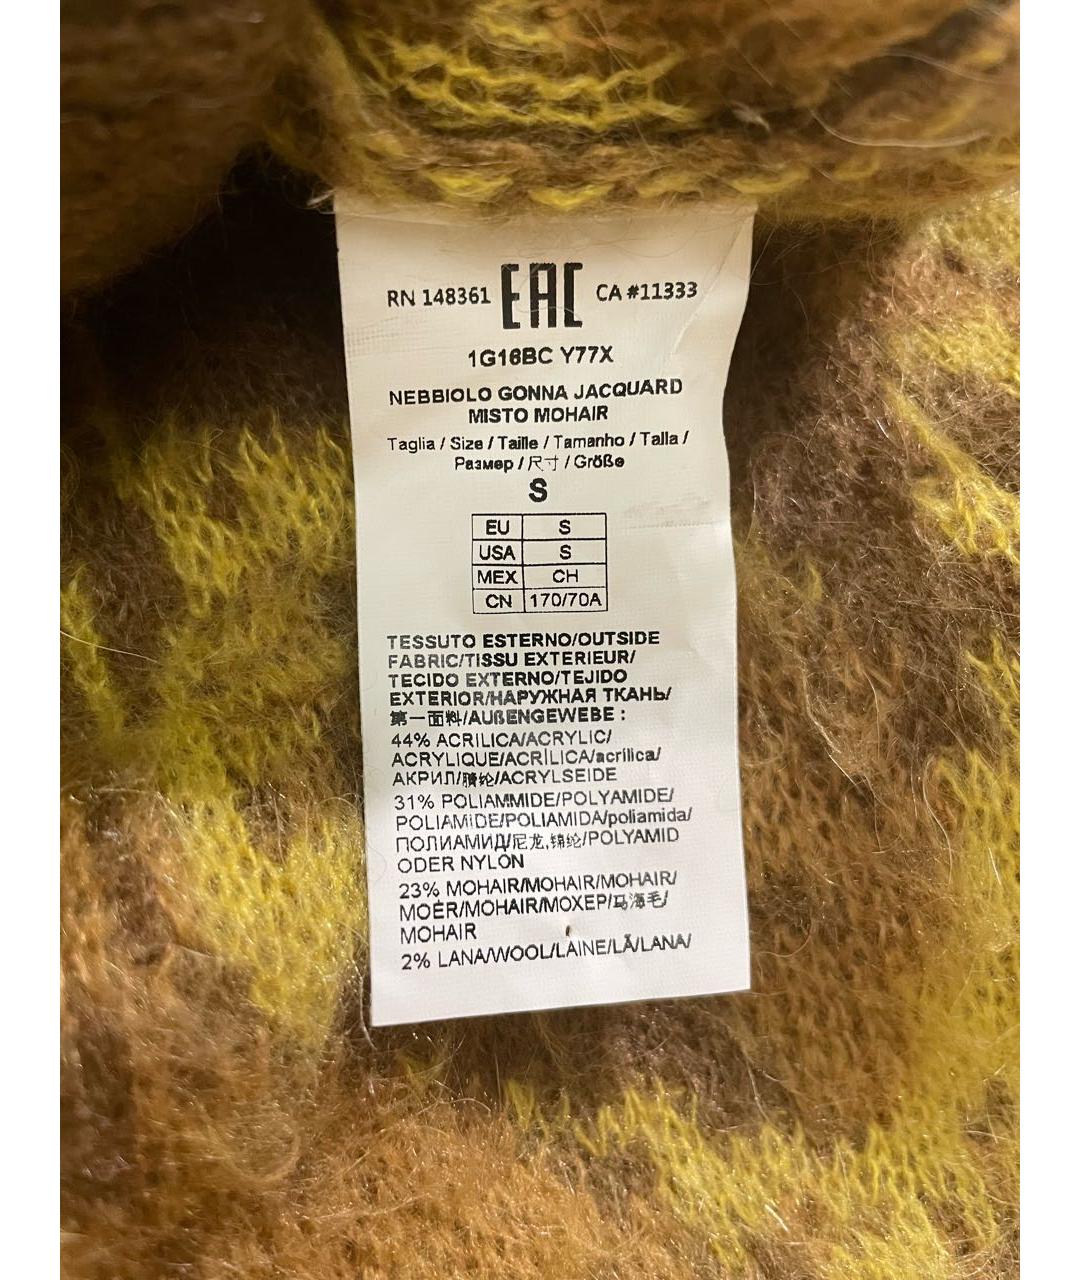 RN 148361 EAC CA #11333
1G18BC Y77X
NEBBIOLO GONNA JACQUARD
MISTO MOHAIR
Taglia / Size / Taille / Tamanho / Talla /
Размер / 尺寸 / Größe
S
EU S
USA S
MEX CH
CN 170/70A
TESSUTO ESTERNO/OUTSIDE
FABRIC/TISSU EXTERIEUR/
TECIDO EXTERNO/TEJIDO
EXTERIOR/НАРУЖНАЯ ТКАНЬ/
第一面料/AUßENGEWEBE :
44% ACRILICA/ACRYLIC/
ACRYLIQUE/ACRÍLICA/acrilica/
АКРИЛ/腈纶/ACRYLSEIDE
31% POLIAMMIDE/POLYAMIDE/
POLIAMIDE/POLIAMIDA/poliamida/
ПОЛИАМИД/尼龙,锦纶/POLYAMID
ODER NYLON
23% MOHAIR/MOHAIR/MOHAIR/
MOÉR/MOHAIR/МОХЕР/马海毛/
MOHAIR
2% LANA/WOOL/LAINE/LÃ/LANA/